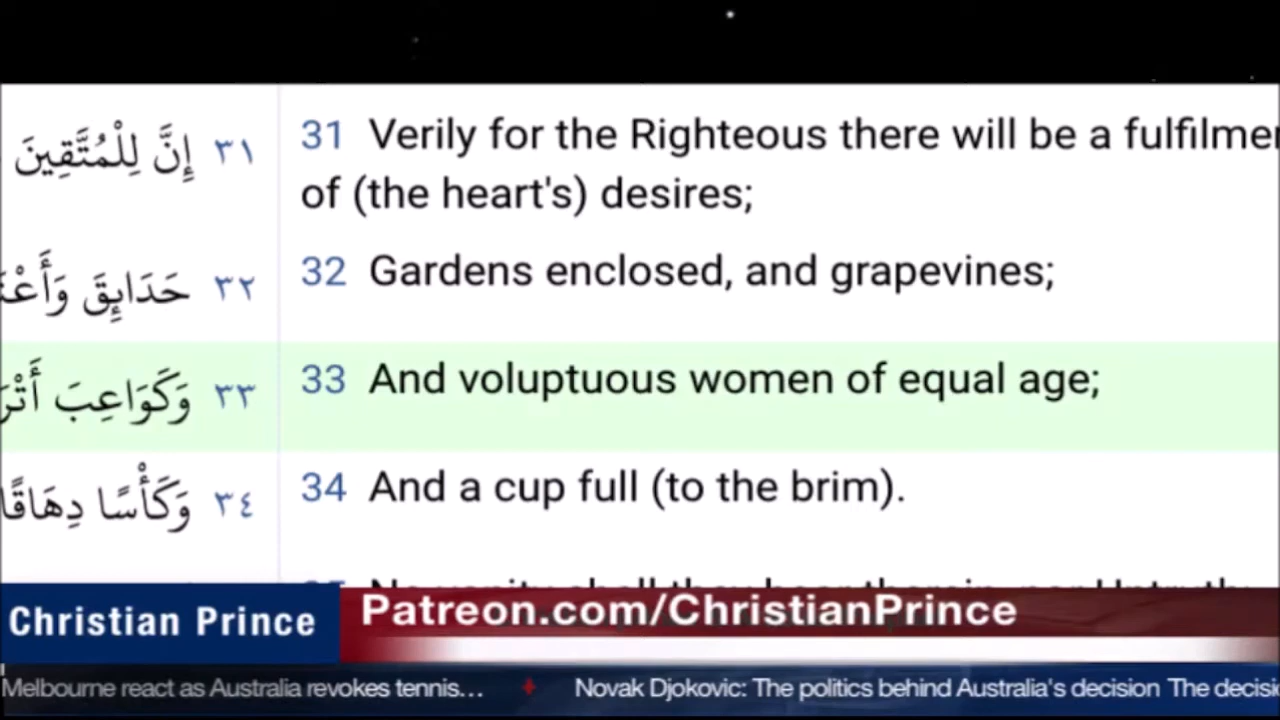 31 Verily for the Righteous there will be a fulfilmen
of (the heart's) desires;
إِنَّ لِلْمُتَّقِينَ ٣١
32 Gardens enclosed, and grapevines;
حَدَايِٕقَ وَأَعْنَ ٣٢
33 And voluptuous women of equal age;
وَكَوَاعِبَ أَتْرَ ٣٣
34 And a cup full (to the brim).
وَكَأْسًا دِهَاقًا ٣٤
Christian Prince
Patreon.com/ChristianPrince
Melbourne react as Australia revokes tennis... Novak Djokovic: The politics behind Australia's decision The decisi